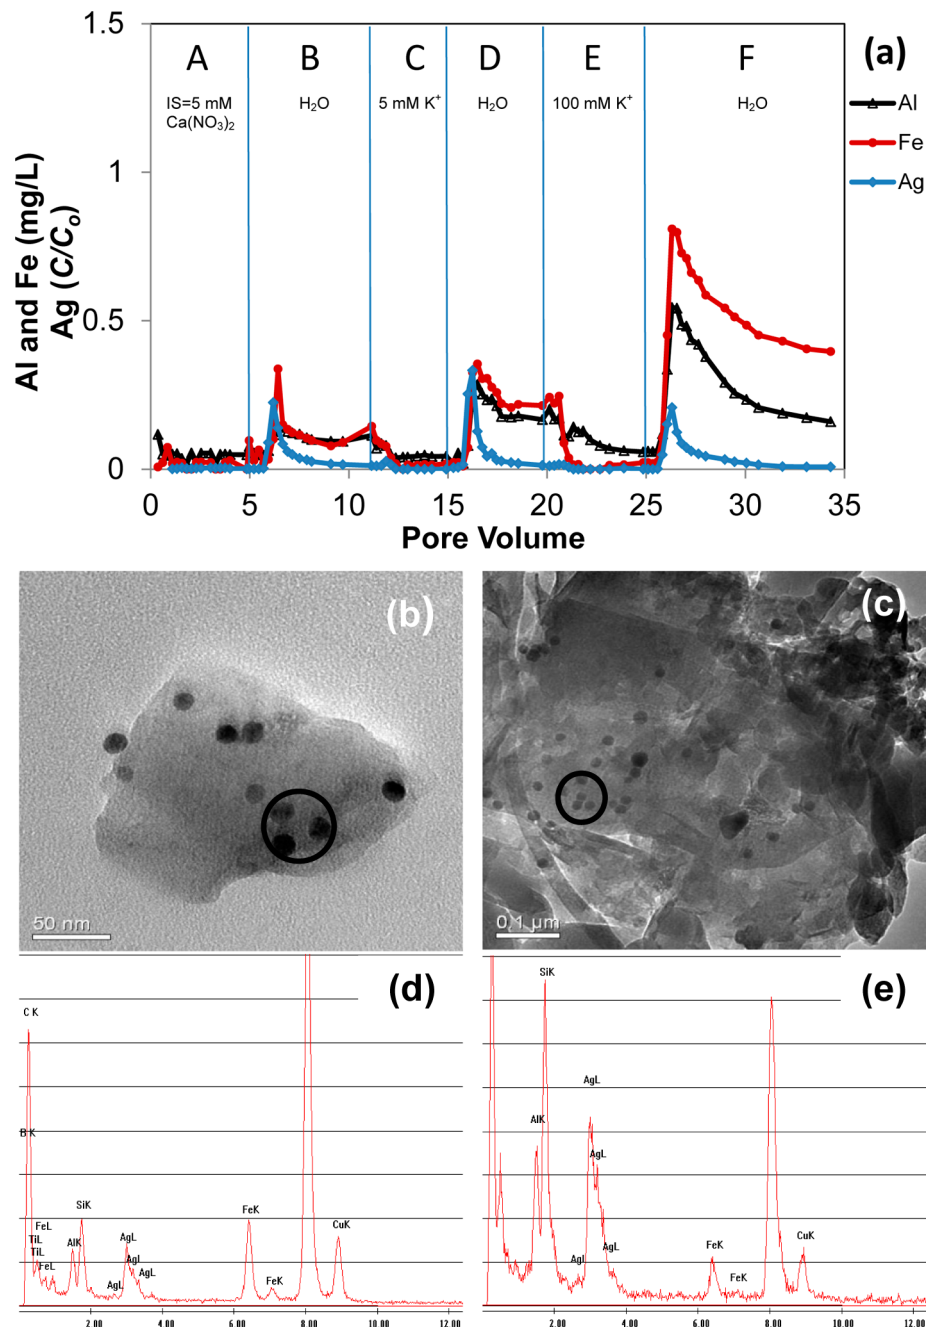 (a)
A B C D E F
IS=5 mM
Ca(NO₃)₂
H₂O
5 mM K⁺
H₂O
100 mM K⁺
H₂O
Al
Fe
Ag
Al and Fe (mg/L)
Ag (C/Cₒ)
1.5
1
0.5
0
0 5 10 15 20 25 30 35
Pore Volume
(b)
50 nm
(c)
0.1 µm
(d)
C K
B K
FeL
TiL
TiL
FeL
AlK
SiK
AgL
AgL
AgL
AgL
FeK
FeK
CuK
2.00 4.00 6.00 8.00 10.00 12.00
(e)
SiK
AlK
AgL
AgL
AgL
AgL
FeK
FeK
CuK
2.00 4.00 6.00 8.00 10.00 12.00